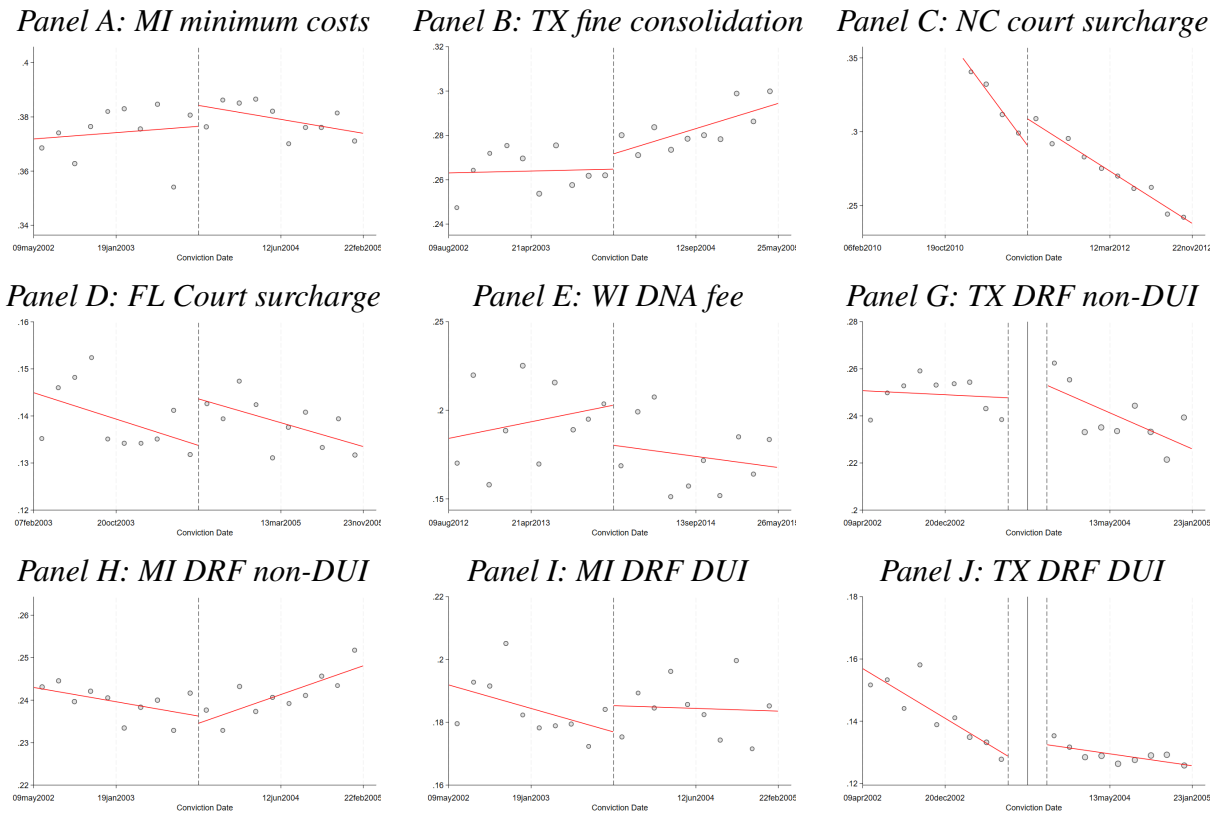 Panel A: MI minimum costs
.4
.38
.36
.34
09may2002 19jan2003 12jun2004 22feb2005
Conviction Date
Panel B: TX fine consolidation
.32
.3
.28
.26
.24
09aug2002 21apr2003 12sep2004 25may2005
Conviction Date
Panel C: NC court surcharge
.35
.3
.25
06feb2010 19oct2010 12mar2012 22nov2012
Conviction Date
Panel D: FL Court surcharge
.16
.15
.14
.13
.12
07feb2003 20oct2003 13mar2005 23nov2005
Conviction Date
Panel E: WI DNA fee
.25
.2
.15
09aug2012 21apr2013 13sep2014 26may2015
Conviction Date
Panel G: TX DRF non-DUI
.28
.26
.24
.22
.2
09apr2002 20dec2002 13may2004 23jan2005
Conviction Date
Panel H: MI DRF non-DUI
.26
.25
.24
.23
.22
09may2002 19jan2003 12jun2004 22feb2005
Conviction Date
Panel I: MI DRF DUI
.22
.2
.18
.16
09may2002 19jan2003 12jun2004 22feb2005
Conviction Date
Panel J: TX DRF DUI
.18
.16
.14
.12
09apr2002 20dec2002 13may2004 23jan2005
Conviction Date